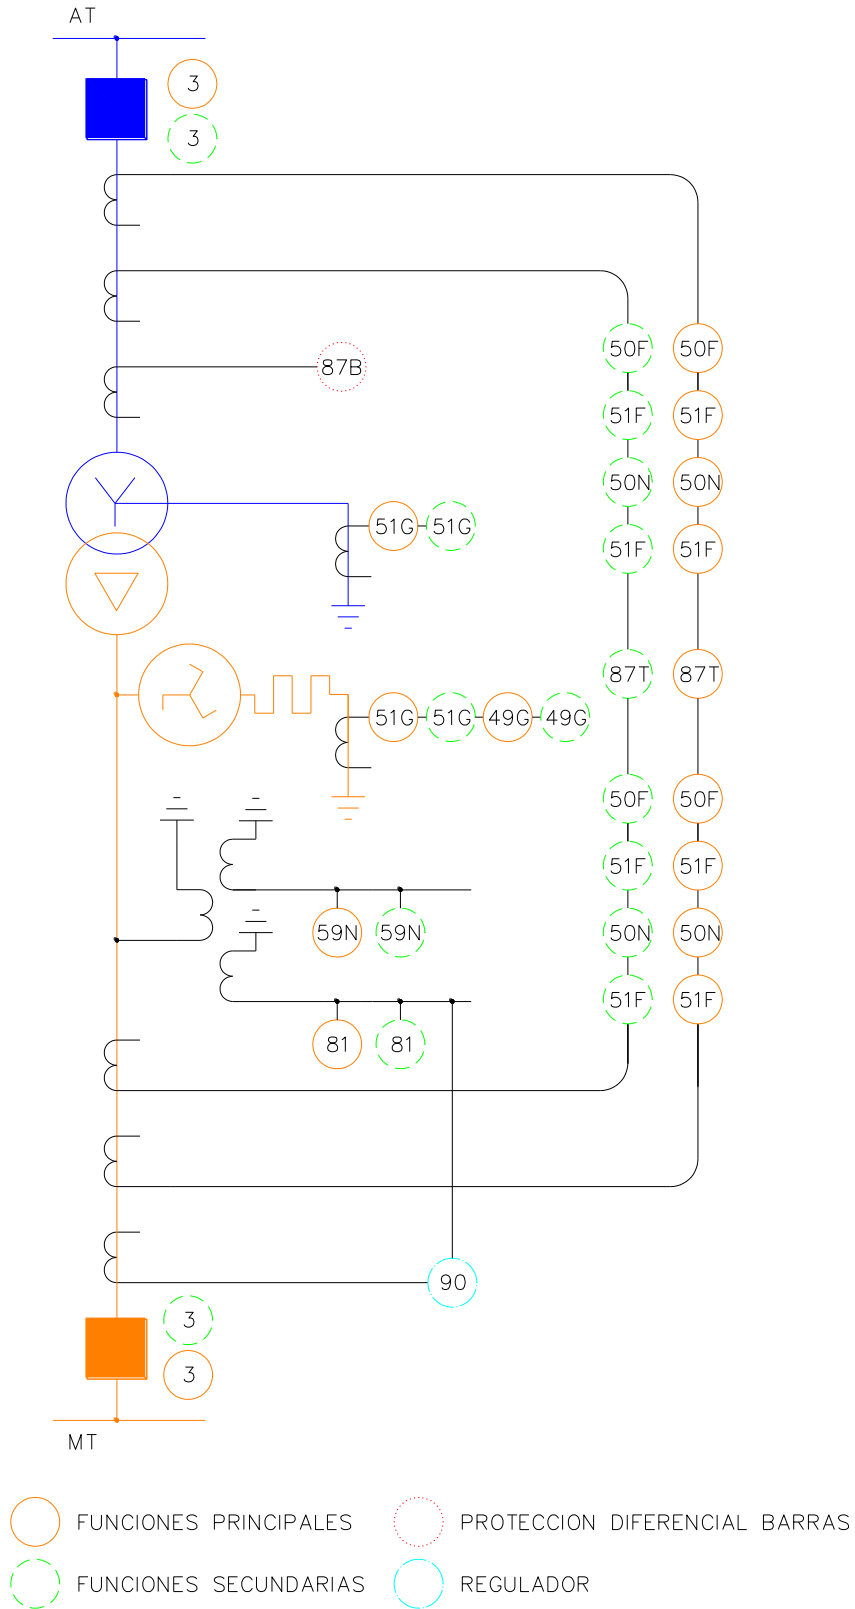 AT
3
3
87B
50F 50F
51F 51F
50N 50N
51G 51G
51F 51F
87T 87T
51G 51G 49G 49G
50F 50F
51F 51F
59N 59N
50N 50N
51F 51F
81 81
90
3
3
MT
FUNCIONES PRINCIPALES
PROTECCION DIFERENCIAL BARRAS
FUNCIONES SECUNDARIAS
REGULADOR